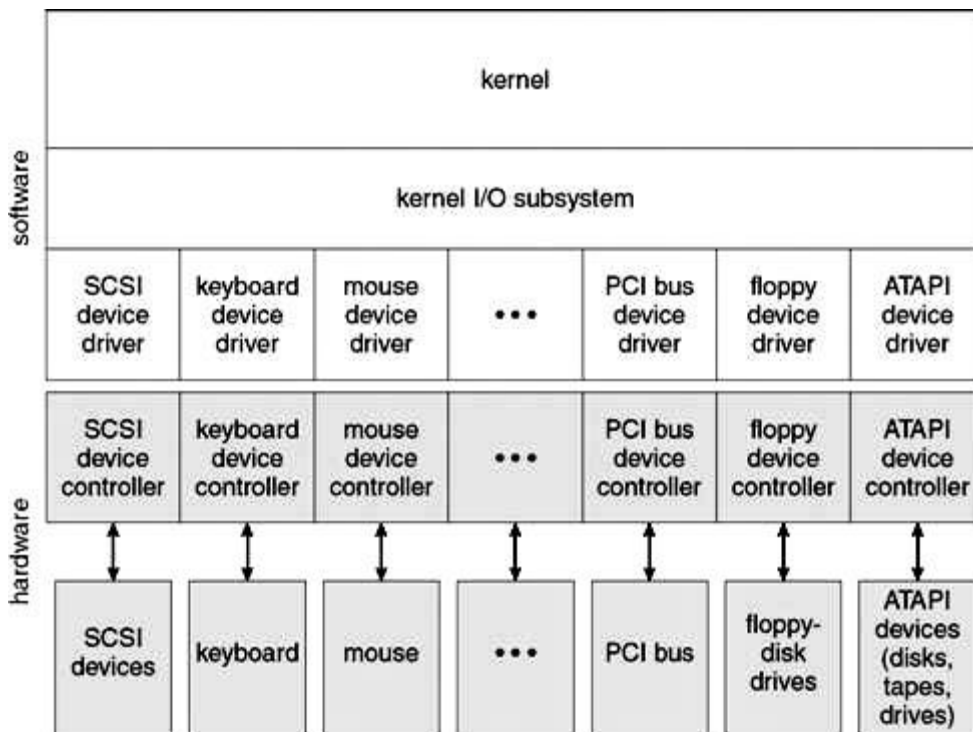 kernel
software
kernel I/O subsystem
SCSI
device
driver
keyboard
device
driver
mouse
device
driver
•••
PCI bus
device
driver
floppy
device
driver
ATAPI
device
driver
hardware
SCSI
device
controller
keyboard
device
controller
mouse
device
controller
•••
PCI bus
device
controller
floppy
device
controller
ATAPI
device
controller
SCSI
devices
keyboard
mouse
•••
PCI bus
floppy-
disk
drives
ATAPI
devices
(disks,
tapes,
drives)